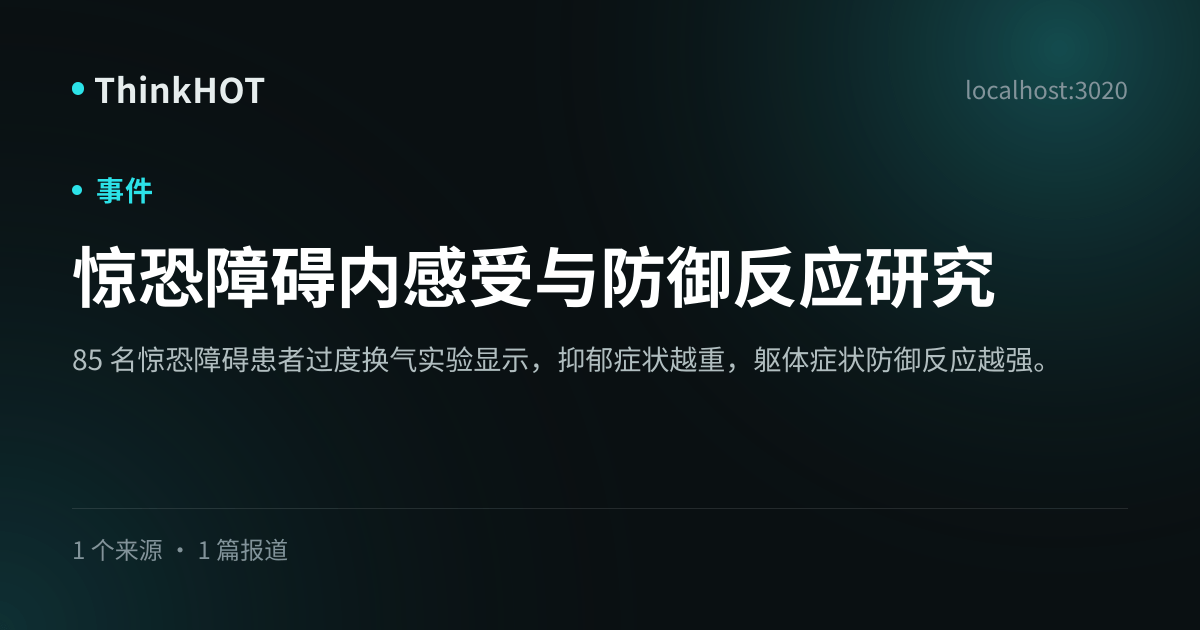 ThinkHOT
localhost:3020
事件
惊恐障碍内感受与防御反应研究
85 名惊恐障碍患者过度换气实验显示，抑郁症状越重，躯体症状防御反应越强。
1 个来源 · 1 篇报道